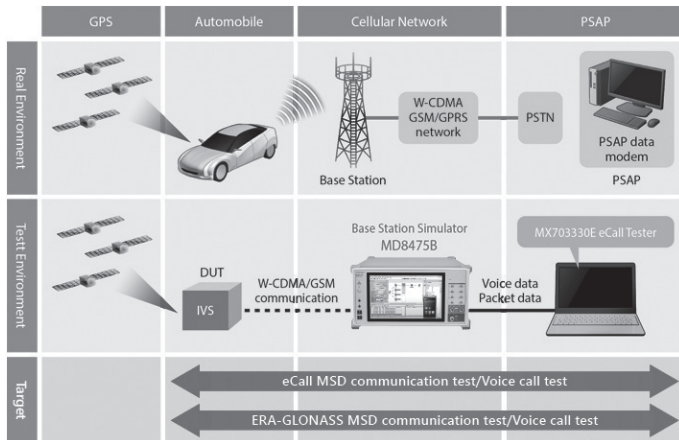 GPS
Automobile
Cellular Network
PSAP
Real Environment
W-CDMA
GSM/GPRS
network
PSTN
Base Station
PSAP data
modem
PSAP
Testt Environment
DUT
IVS
W-CDMA/GSM
communication
Base Station Simulator
MD8475B
Voice data
Packet data
MX703330E eCall Tester
Target
eCall MSD communication test/Voice call test
ERA-GLONASS MSD communication test/Voice call test